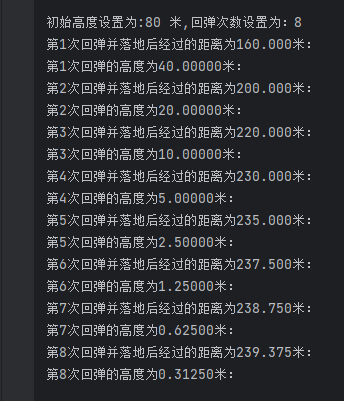 初始高度设置为:80 米,回弹次数设置为: 8
第1次回弹并落地后经过的距离为160.000米:
第1次回弹的高度为40.00000米:
第2次回弹并落地后经过的距离为200.000米:
第2次回弹的高度为20.00000米:
第3次回弹并落地后经过的距离为220.000米:
第3次回弹的高度为10.00000米:
第4次回弹并落地后经过的距离为230.000米:
第4次回弹的高度为5.00000米:
第5次回弹并落地后经过的距离为235.000米:
第5次回弹的高度为2.50000米:
第6次回弹并落地后经过的距离为237.500米:
第6次回弹的高度为1.25000米:
第7次回弹并落地后经过的距离为238.750米:
第7次回弹的高度为0.62500米:
第8次回弹并落地后经过的距离为239.375米:
第8次回弹的高度为0.31250米: